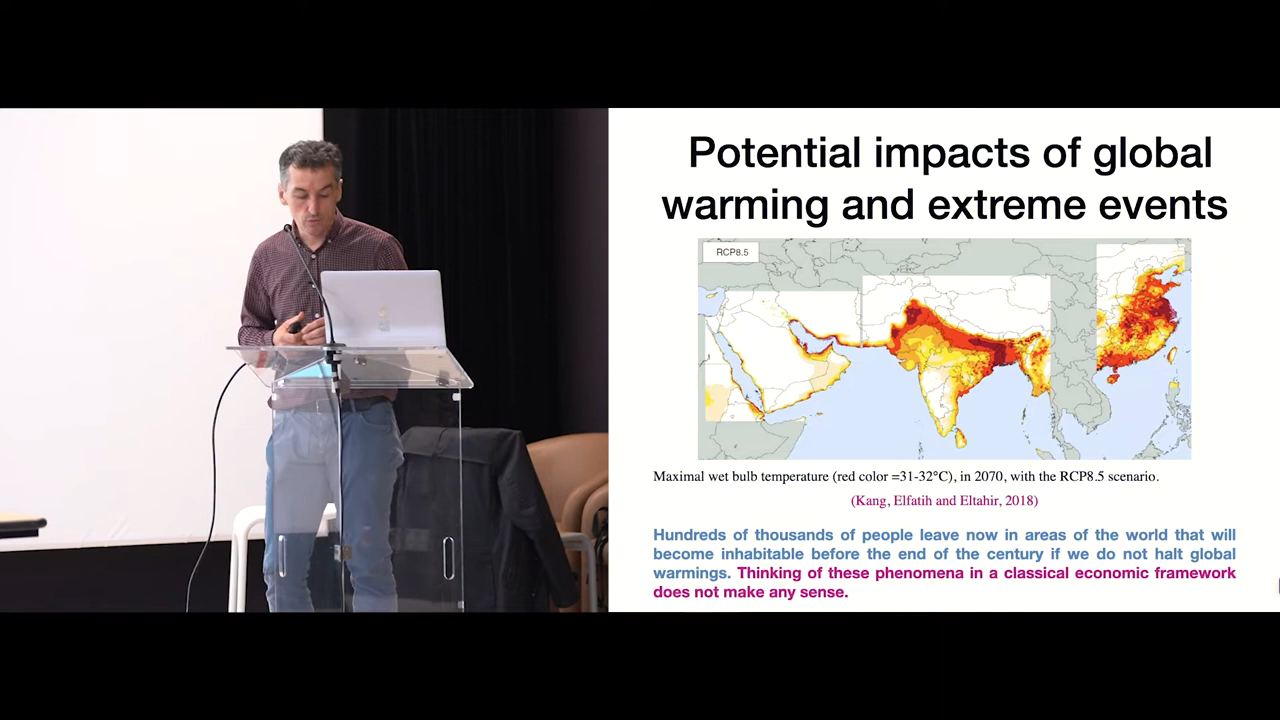 Potential impacts of global
warming and extreme events
RCP8.5
Maximal wet bulb temperature (red color =31-32°C), in 2070, with the RCP8.5 scenario.
(Kang, Elfatih and Eltahir, 2018)
Hundreds of thousands of people leave now in areas of the world that will
become inhabitable before the end of the century if we do not halt global
warmings. Thinking of these phenomena in a classical economic framework
does not make any sense.